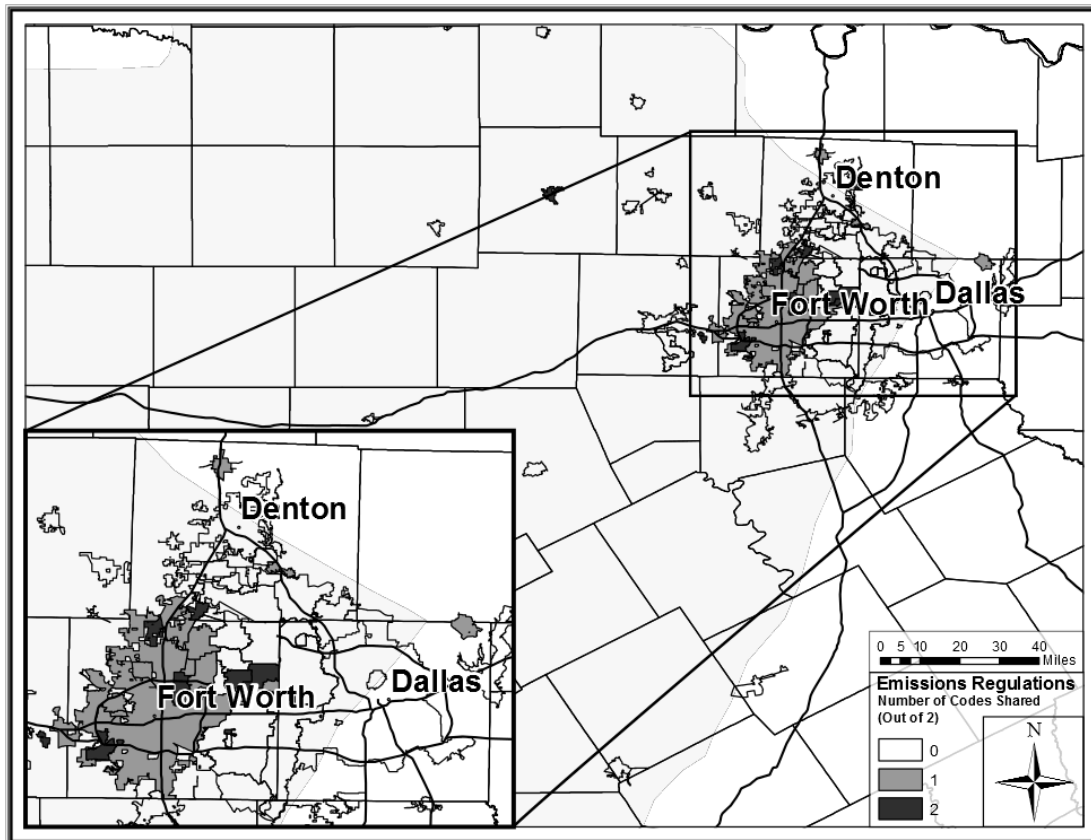 Denton
Fort Worth
Dallas
Denton
Fort Worth
Dallas
0 5 10 20 30 40
Miles
Emissions Regulations
Number of Codes Shared
(Out of 2)
0
1
2
N